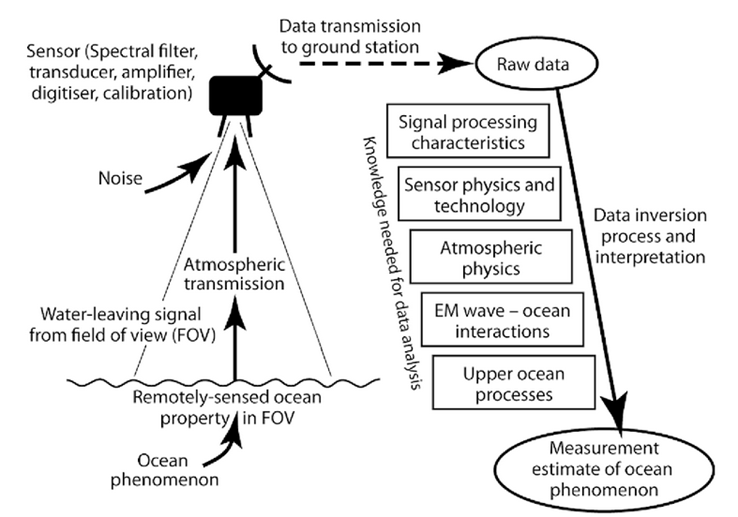 Sensor (Spectral filter,
transducer, amplifier,
digitiser, calibration)
Data transmission
to ground station
Raw data
Noise
Atmospheric
transmission
Water-leaving signal
from field of view (FOV)
Remotely-sensed ocean
property in FOV
Ocean
phenomenon
Knowledge needed for data analysis
Signal processing
characteristics
Sensor physics and
technology
Atmospheric
physics
EM wave – ocean
interactions
Upper ocean
processes
Data inversion
process and
interpretation
Measurement
estimate of ocean
phenomenon